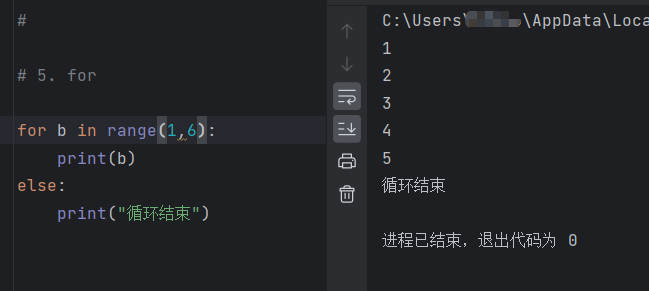 #
# 5. for
for b in range(1,6):
    print(b)
else:
    print("循环结束")
C:\Users\ \AppData\Loca
1
2
3
4
5
循环结束
进程已结束，退出代码为 0